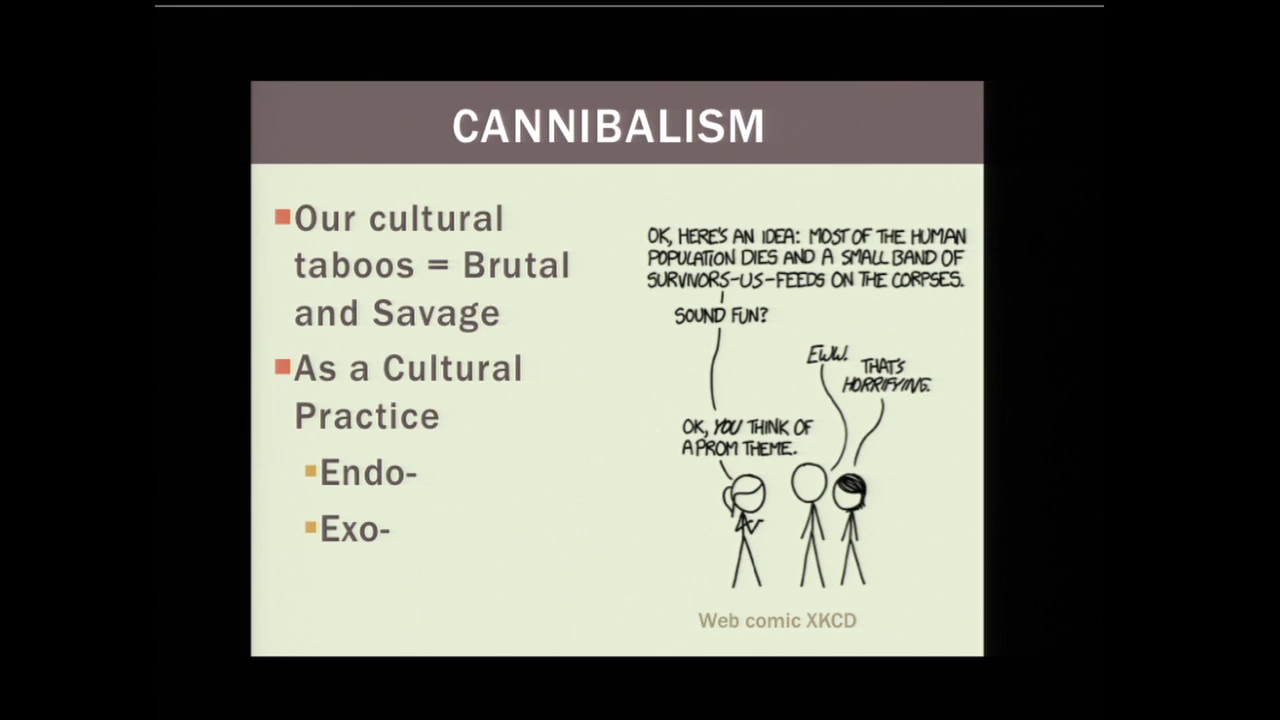 CANNIBALISM
Our cultural
taboos = Brutal
and Savage
As a Cultural
Practice
Endo-
Exo-
OK, HERE'S AN IDEA: MOST OF THE HUMAN
POPULATION DIES AND A SMALL BAND OF
SURVIVORS-US-FEEDS ON THE CORPSES.
SOUND FUN?
EWW.
THAT'S
HORRIFYING.
OK, YOU THINK OF
A PROM THEME.
Web comic XKCD